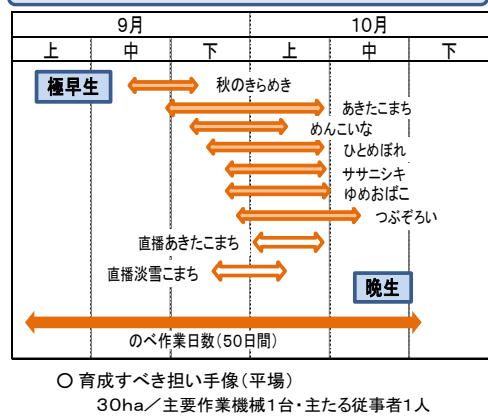 9月 10月
上 中 下 上 中 下
極早生
秋のきらめき
あきたこまち
めんこいな
ひとめぼれ
ササニシキ
ゆめおばこ
つぶぞろい
直播あきたこまち
直播淡雪こまち
晩生
のべ作業日数(50日間)
○ 育成すべき担い手像(平場)
30ha/主要作業機械1台・主たる従事者1人